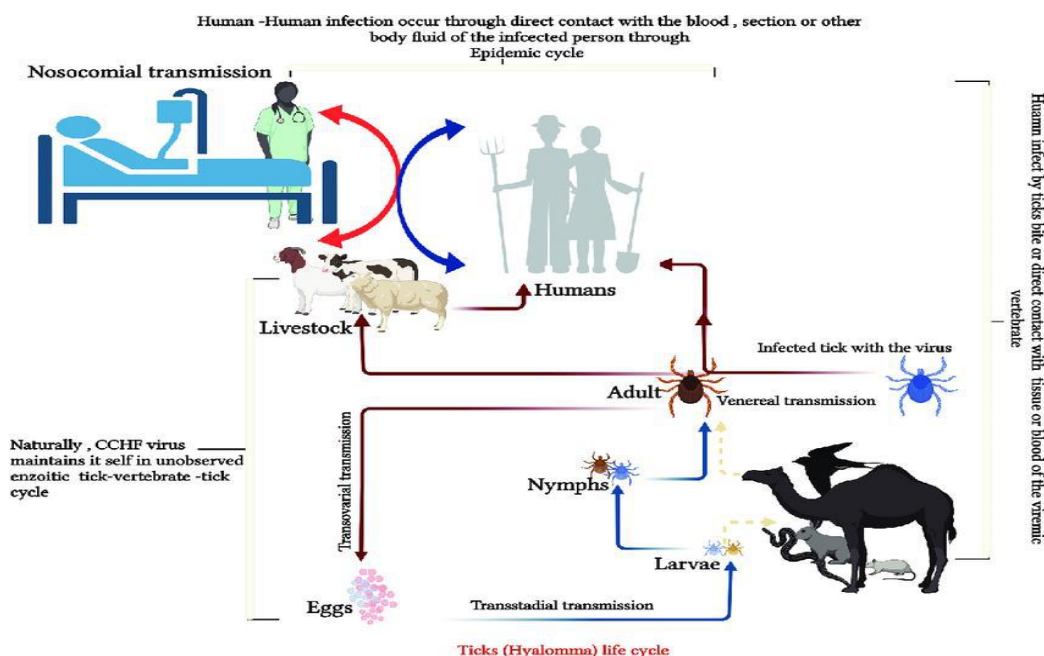 Human -Human infection occur through direct contact with the blood , section or other
body fluid of the infcected person through
Epidemic cycle
Nosocomial transmission
Huamn infect by ticks bite or direct contact with tissue or blood of the viremic
vertebrate
Humans
Livestock
Infected tick with the virus
Adult
Venereal transmission
Naturally , CCHF virus
maintains it self in unobserved
enzoitic tick-vertebrate -tick
cycle
Transovarial transmission
Nymphs
Larvae
Eggs
Transstadial transmission
Ticks (Hyalomma) life cycle